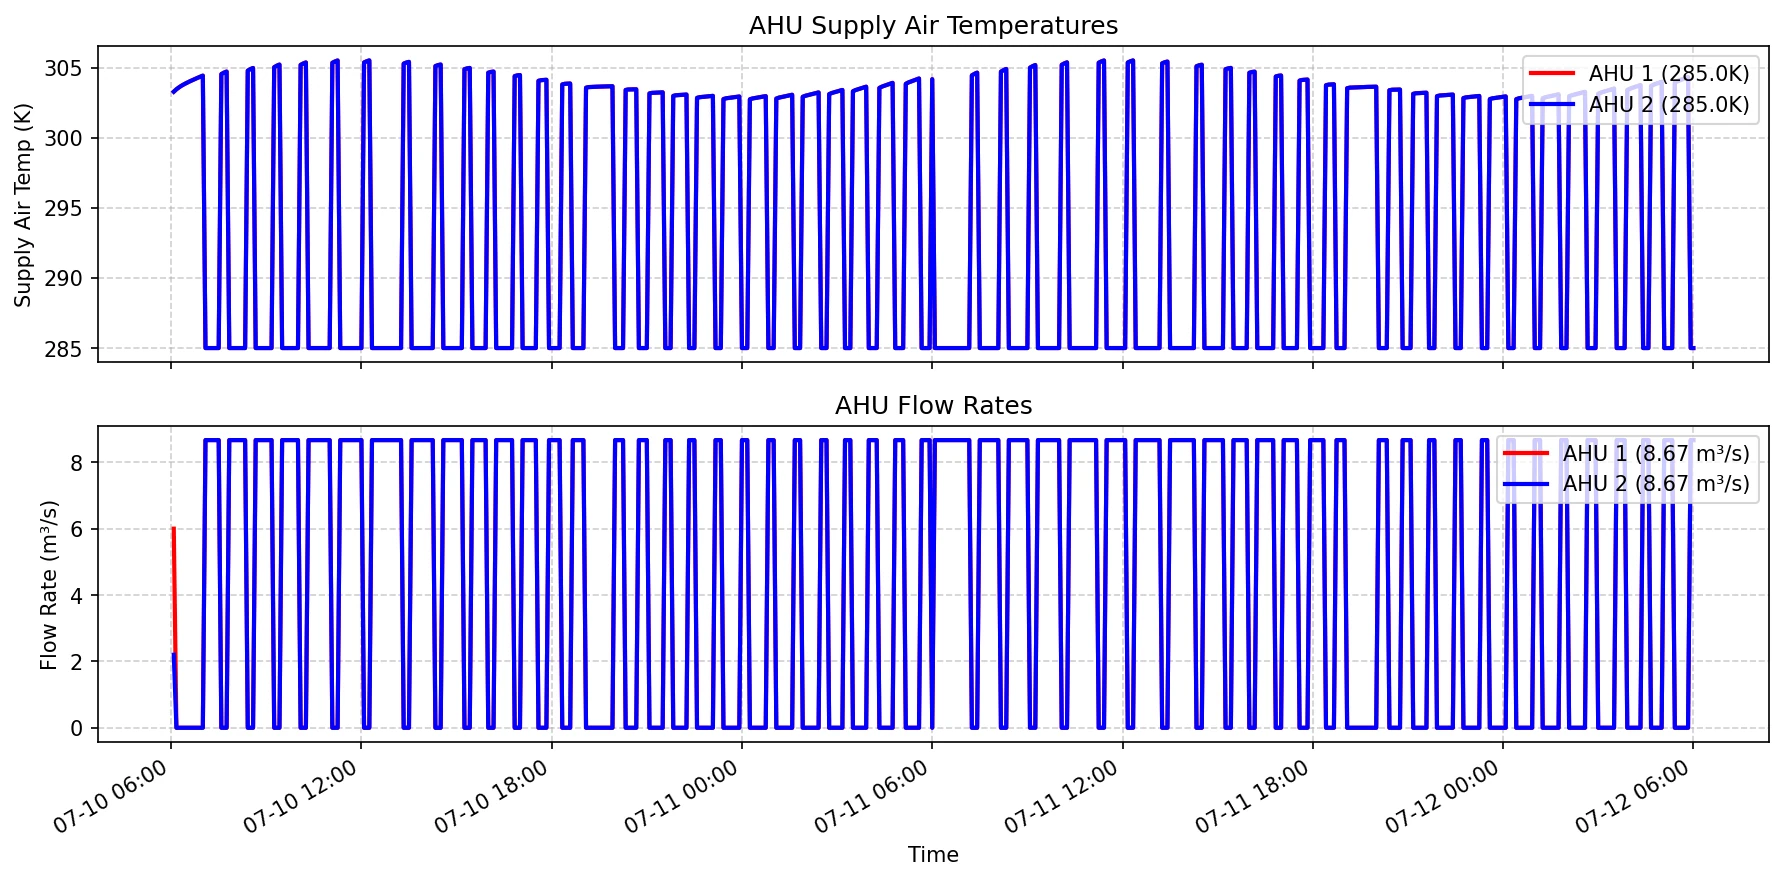 AHU Supply Air Temperatures
Supply Air Temp (K)
305
300
295
290
285
AHU 1 (285.0K)
AHU 2 (285.0K)
AHU Flow Rates
Flow Rate (m³/s)
8
6
4
2
0
AHU 1 (8.67 m³/s)
AHU 2 (8.67 m³/s)
07-10 06:00
07-10 12:00
07-10 18:00
07-11 00:00
07-11 06:00
07-11 12:00
07-11 18:00
07-12 00:00
07-12 06:00
Time